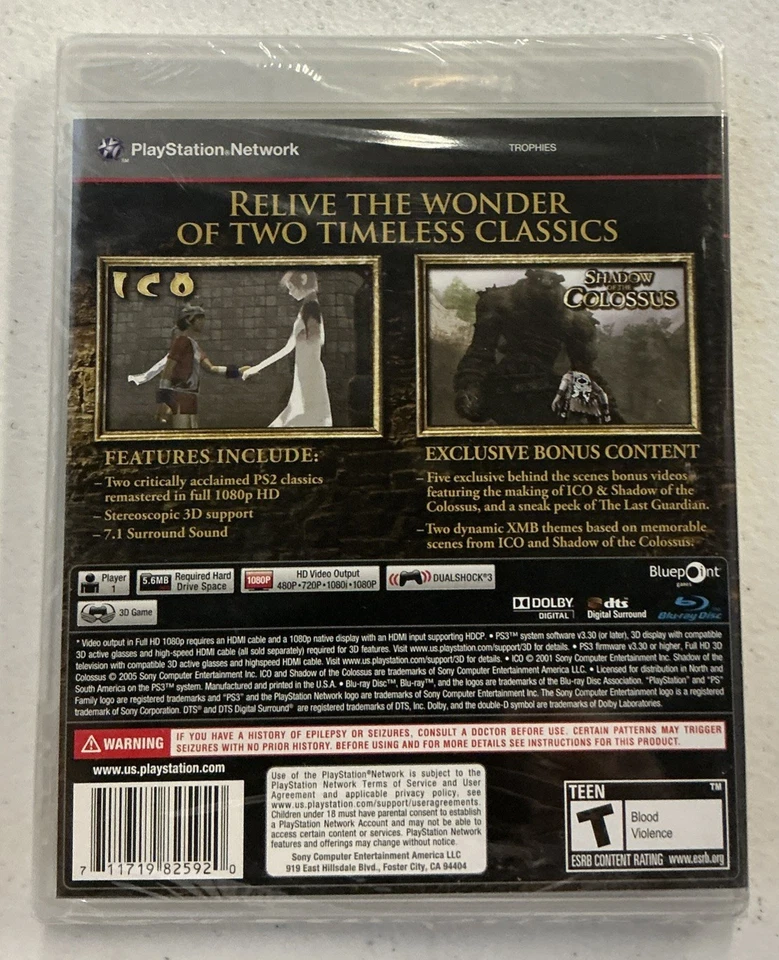 PlayStation®Network
TROPHIES
RELIVE THE WONDER
OF TWO TIMELESS CLASSICS
ICO
SHADOW
OF THE
COLOSSUS
FEATURES INCLUDE:
– Two critically acclaimed PS2 classics
remastered in full 1080p HD
– Stereoscopic 3D support
– 7.1 Surround Sound
EXCLUSIVE BONUS CONTENT
– Five exclusive behind the scenes bonus videos
featuring the making of ICO & Shadow of the
Colossus, and a sneak peek of The Last Guardian.
– Two dynamic XMB themes based on memorable
scenes from ICO and Shadow of the Colossus.
Player
1
5.6MB
Required Hard
Drive Space
1080P
HD Video Output
480P•720P•1080i•1080P
DUALSHOCK®3
3D Game
Bluepoint
games
DOLBY
DIGITAL
dts
Digital Surround
Blu-ray Disc
* Video output in Full HD 1080p requires an HDMI cable and a 1080p native display with an HDMI input supporting HDCP. • PS3™ system software v3.30 (or later), 3D display with compatible
3D active glasses and high-speed HDMI cable (all sold separately) required for 3D features. Visit www.us.playstation.com/support/3D for details. • PS3 firmware v3.30 or higher, Full HD 3D
television with compatible 3D active glasses and highspeed HDMI cable. Visit www.us.playstation.com/support/3D for details. • ICO © 2001 Sony Computer Entertainment Inc. Shadow of the
Colossus © 2005 Sony Computer Entertainment Inc. ICO and Shadow of the Colossus are trademarks of Sony Computer Entertainment America LLC. • Licensed for distribution in North and
South America on the PS3™ system. Manufactured and printed in the U.S.A. • Blu-ray Disc™, Blu-ray™, and the logos are trademarks of the Blu-ray Disc Association. "PlayStation" and "PS"
Family logo are registered trademarks and "PS3" and the PlayStation Network logo are trademarks of Sony Computer Entertainment Inc. The Sony Computer Entertainment logo is a registered
trademark of Sony Corporation. DTS® and DTS Digital Surround® are registered trademarks of DTS, Inc. Dolby, and the double-D symbol are trademarks of Dolby Laboratories.
WARNING
IF YOU HAVE A HISTORY OF EPILEPSY OR SEIZURES, CONSULT A DOCTOR BEFORE USE. CERTAIN PATTERNS MAY TRIGGER
SEIZURES WITH NO PRIOR HISTORY. BEFORE USING AND FOR MORE DETAILS SEE INSTRUCTIONS FOR THIS PRODUCT.
www.us.playstation.com
7 11719 82592 0
Use of the PlayStation®Network is subject to the
PlayStation Network Terms of Service and User
Agreement and applicable privacy policy, see
www.us.playstation.com/support/useragreements.
Children under 18 must have parental consent to establish
a PlayStation Network Account and may not be able to
access certain content or services. PlayStation Network
features and offerings may change without notice.
Sony Computer Entertainment America LLC
919 East Hillsdale Blvd., Foster City, CA 94404
TEEN
TM
T
Blood
Violence
ESRB CONTENT RATING www.esrb.org